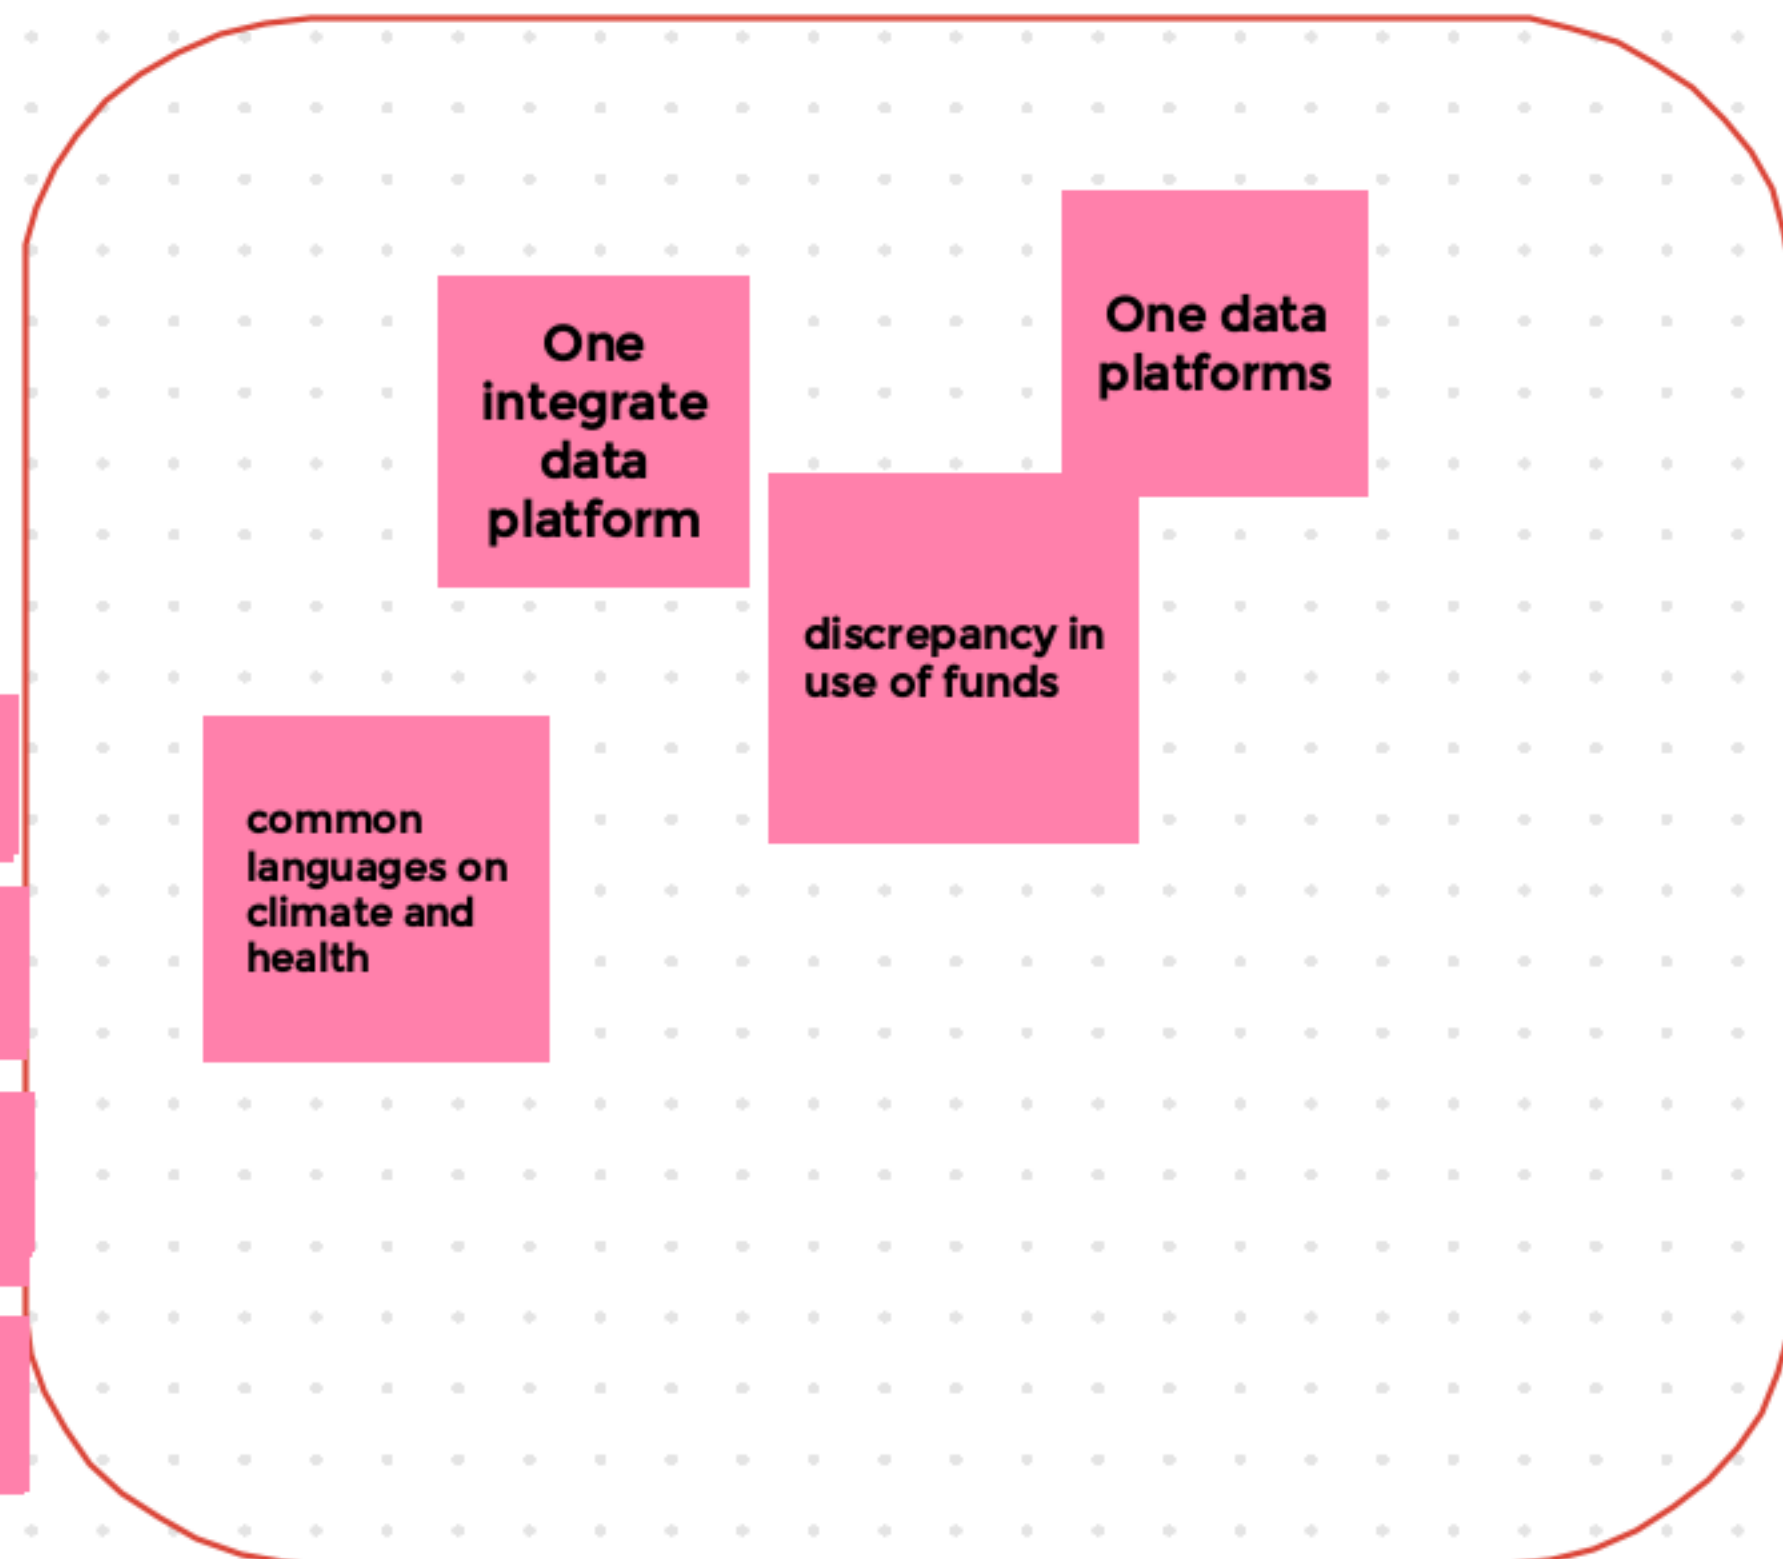 One
integrate
data
platform
One data
platforms
discrepancy in
use of funds
common
languages on
climate and
health